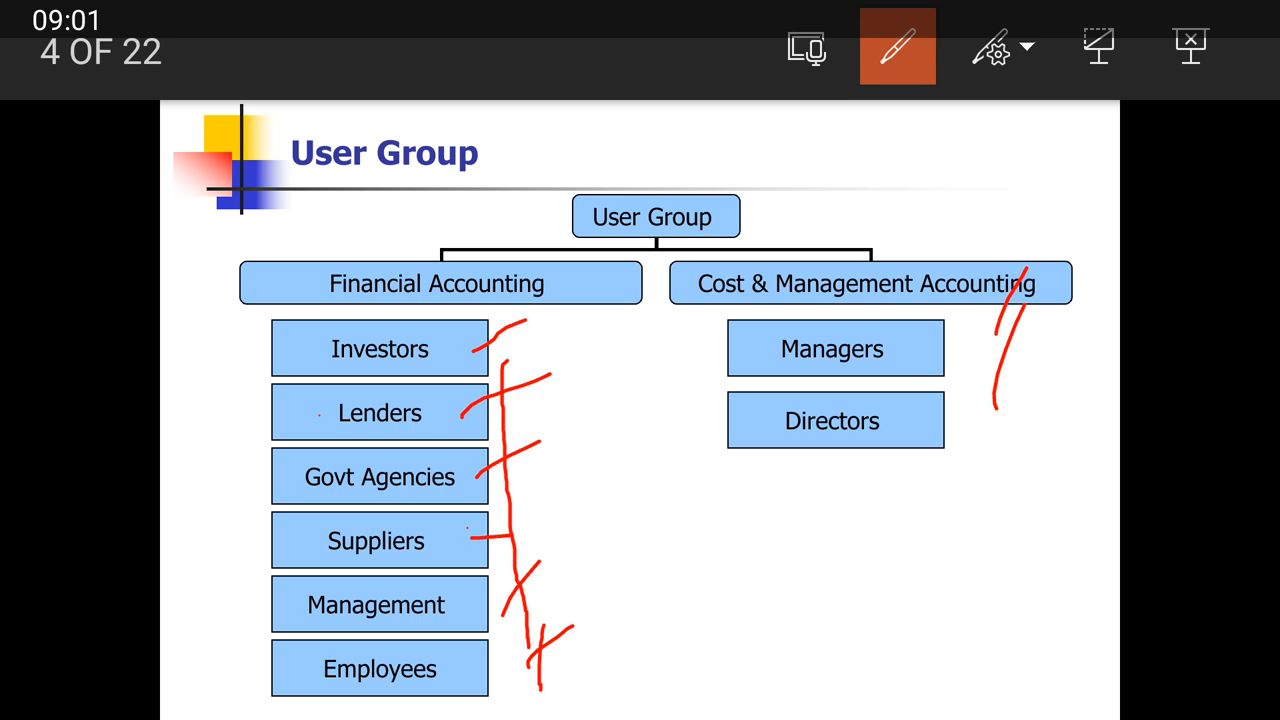 09:01
4 OF 22
User Group
User Group
Financial Accounting
Cost & Management Accounting
Investors
Managers
Lenders
Directors
Govt Agencies
Suppliers
Management
Employees